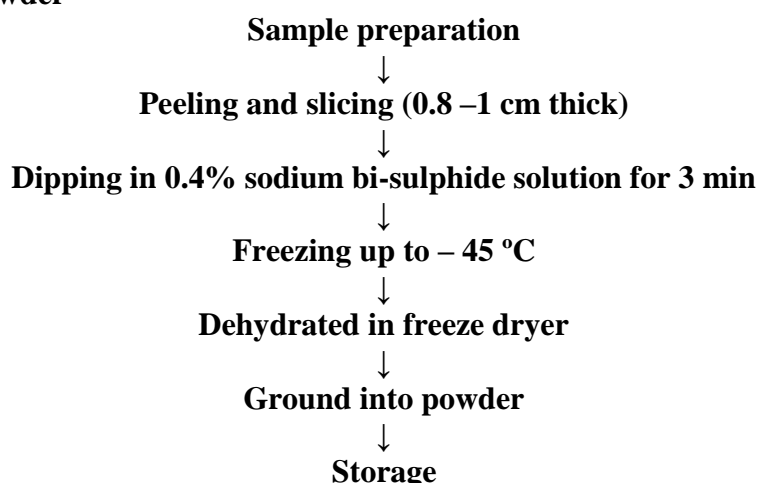 Sample preparation
↓
Peeling and slicing (0.8 –1 cm thick)
↓
Dipping in 0.4% sodium bi-sulphide solution for 3 min
↓
Freezing up to – 45 ºC
↓
Dehydrated in freeze dryer
↓
Ground into powder
↓
Storage